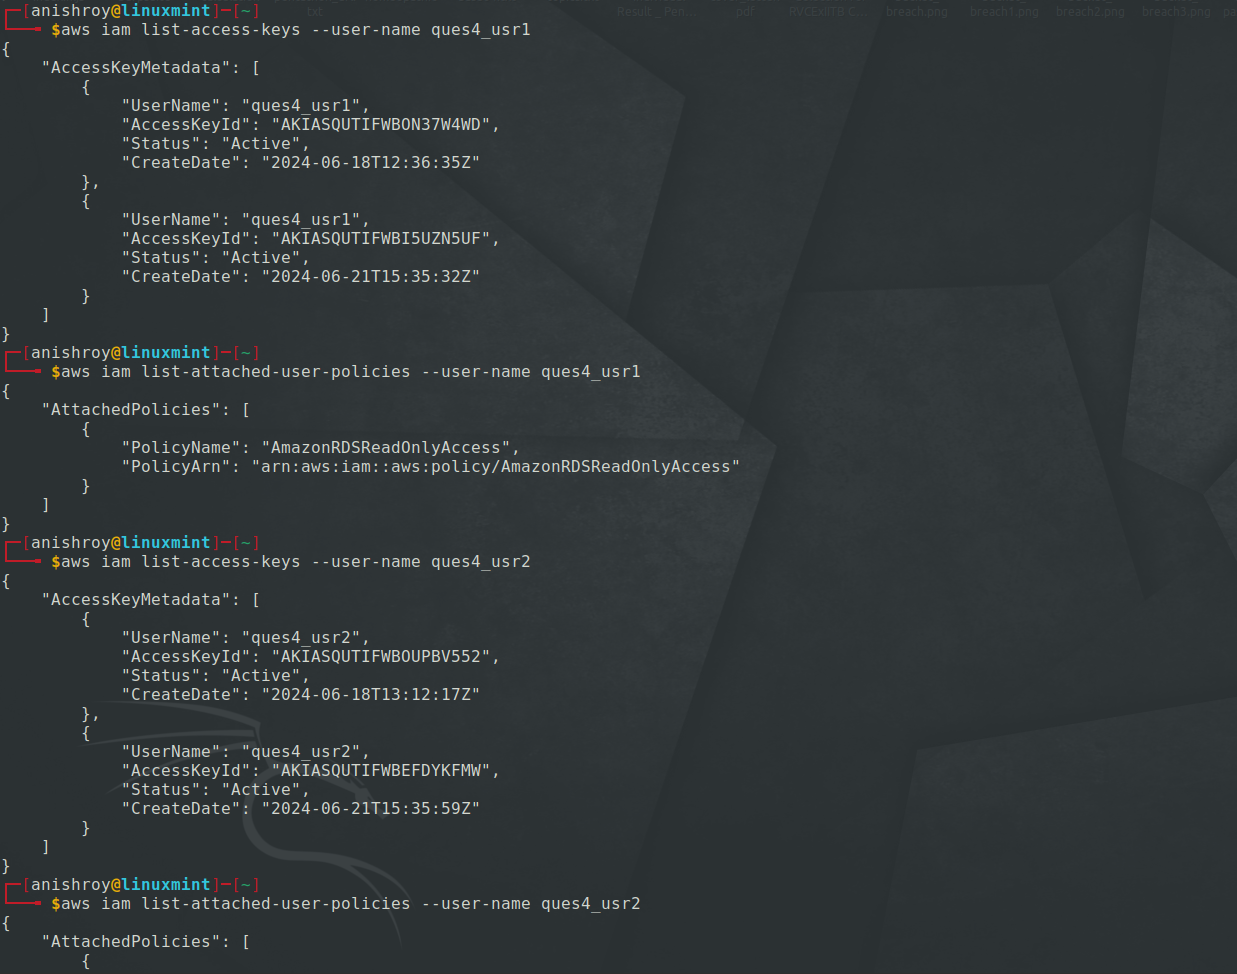 txt
Result_ Pen...
pdf
RVCExIITB C...
breach.png
breach1.png
breach2.png
breach3.png
┌─[anishroy@linuxmint]─[~]
└──╼ $aws iam list-access-keys --user-name ques4_usr1
{
    "AccessKeyMetadata": [
        {
            "UserName": "ques4_usr1",
            "AccessKeyId": "AKIASQUTIFWBON37W4WD",
            "Status": "Active",
            "CreateDate": "2024-06-18T12:36:35Z"
        },
        {
            "UserName": "ques4_usr1",
            "AccessKeyId": "AKIASQUTIFWBI5UZN5UF",
            "Status": "Active",
            "CreateDate": "2024-06-21T15:35:32Z"
        }
    ]
}
┌─[anishroy@linuxmint]─[~]
└──╼ $aws iam list-attached-user-policies --user-name ques4_usr1
{
    "AttachedPolicies": [
        {
            "PolicyName": "AmazonRDSReadOnlyAccess",
            "PolicyArn": "arn:aws:iam::aws:policy/AmazonRDSReadOnlyAccess"
        }
    ]
}
┌─[anishroy@linuxmint]─[~]
└──╼ $aws iam list-access-keys --user-name ques4_usr2
{
    "AccessKeyMetadata": [
        {
            "UserName": "ques4_usr2",
            "AccessKeyId": "AKIASQUTIFWBOUPBV552",
            "Status": "Active",
            "CreateDate": "2024-06-18T13:12:17Z"
        },
        {
            "UserName": "ques4_usr2",
            "AccessKeyId": "AKIASQUTIFWBEFDYKFMW",
            "Status": "Active",
            "CreateDate": "2024-06-21T15:35:59Z"
        }
    ]
}
┌─[anishroy@linuxmint]─[~]
└──╼ $aws iam list-attached-user-policies --user-name ques4_usr2
{
    "AttachedPolicies": [
        {